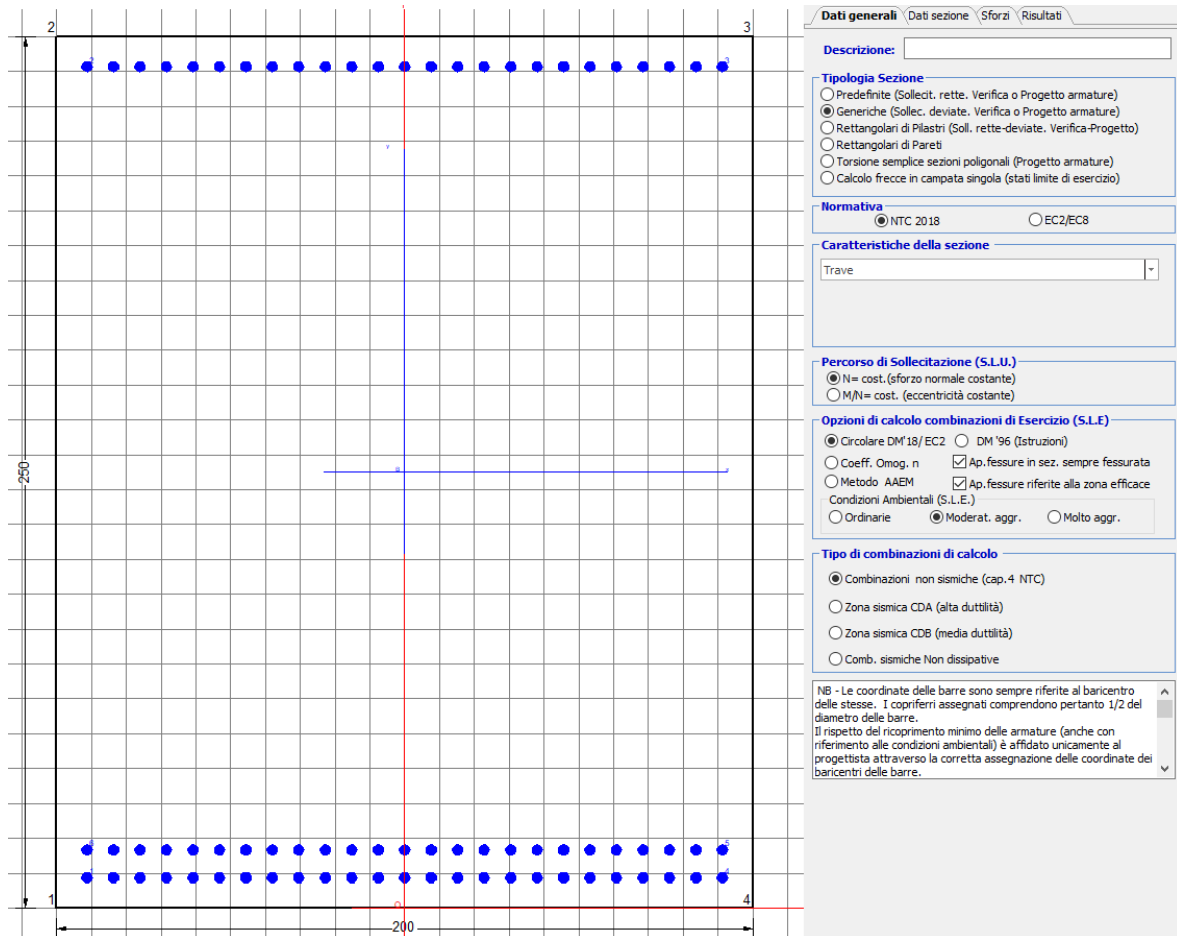 2
3
250
1
4
200
Dati generali Dati sezione Sforzi Risultati
Descrizione:
Tipologia Sezione
Predefinite (Sollecit. rette. Verifica o Progetto armature)
Generiche (Sollec. deviate. Verifica o Progetto armature)
Rettangolari di Pilastri (Soll. rette-deviate. Verifica-Progetto)
Rettangolari di Pareti
Torsione semplice sezioni poligonali (Progetto armature)
Calcolo frecce in campata singola (stati limite di esercizio)
Normativa
NTC 2018 EC2/EC8
Caratteristiche della sezione
Trave
Percorso di Sollecitazione (S.L.U.)
N= cost.(sforzo normale costante)
M/N= cost. (eccentricità costante)
Opzioni di calcolo combinazioni di Esercizio (S.L.E)
Circolare DM'18/ EC2 DM '96 (Istruzioni)
Coeff. Omog. n Ap.fessure in sez. sempre fessurata
Metodo AAEM Ap.fessure riferite alla zona efficace
Condizioni Ambientali (S.L.E.)
Ordinarie Moderat. aggr. Molto aggr.
Tipo di combinazioni di calcolo
Combinazioni non sismiche (cap.4 NTC)
Zona sismica CDA (alta duttilità)
Zona sismica CDB (media duttilità)
Comb. sismiche Non dissipative
NB - Le coordinate delle barre sono sempre riferite al baricentro
delle stesse. I copriferri assegnati comprendono pertanto 1/2 del
diametro delle barre.
Il rispetto del ricoprimento minimo delle armature (anche con
riferimento alle condizioni ambientali) è affidato unicamente al
progettista attraverso la corretta assegnazione delle coordinate dei
baricentri delle barre.